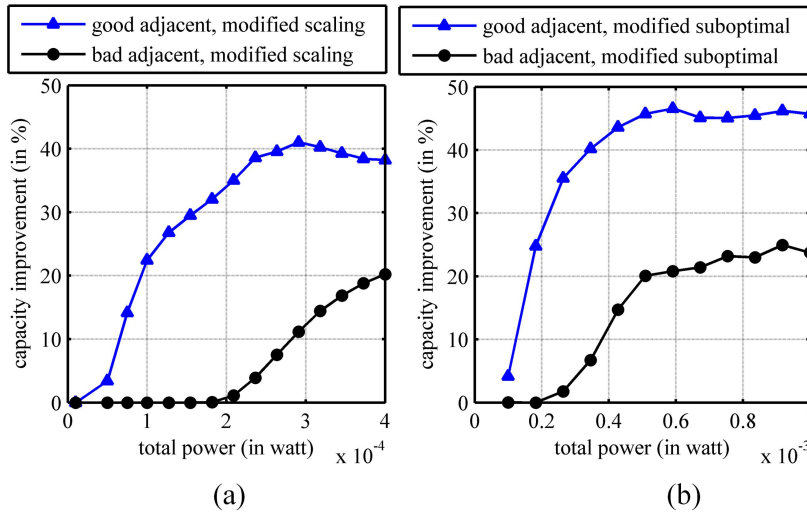 good adjacent, modified scaling
bad adjacent, modified scaling
50
40
30
20
10
0
capacity improvement (in %)
0
1
2
3
4
total power (in watt)
x 10⁻⁴
(a)
good adjacent, modified suboptimal
bad adjacent, modified suboptimal
50
40
30
20
10
0
capacity improvement (in %)
0
0.2
0.4
0.6
0.8
total power (in watt)
x 10⁻³
(b)